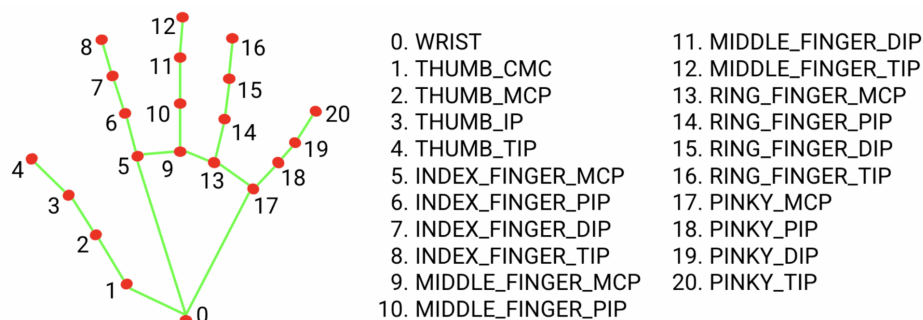 12
8
16
11
7
15
10
6
14
20
19
4
5
9
13
18
3
17
2
1
0
0. WRIST
1. THUMB_CMC
2. THUMB_MCP
3. THUMB_IP
4. THUMB_TIP
5. INDEX_FINGER_MCP
6. INDEX_FINGER_PIP
7. INDEX_FINGER_DIP
8. INDEX_FINGER_TIP
9. MIDDLE_FINGER_MCP
10. MIDDLE_FINGER_PIP
11. MIDDLE_FINGER_DIP
12. MIDDLE_FINGER_TIP
13. RING_FINGER_MCP
14. RING_FINGER_PIP
15. RING_FINGER_DIP
16. RING_FINGER_TIP
17. PINKY_MCP
18. PINKY_PIP
19. PINKY_DIP
20. PINKY_TIP